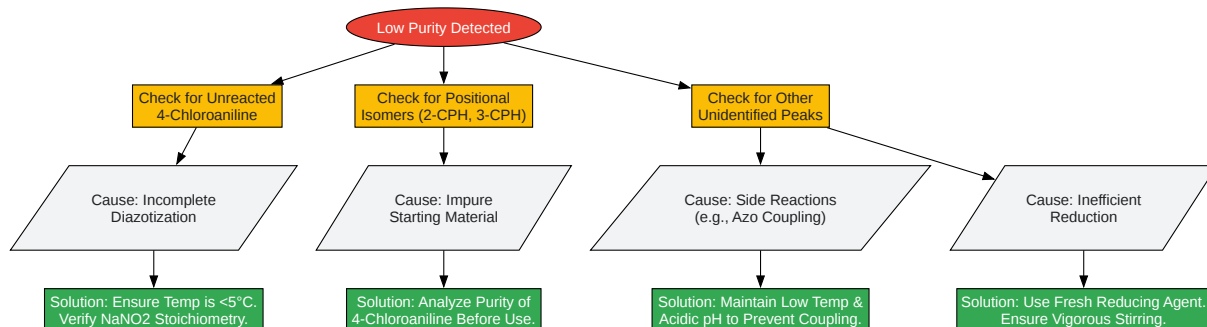 Low Purity Detected
Check for Unreacted
4-Chloroaniline
Check for Positional
Isomers (2-CPH, 3-CPH)
Check for Other
Unidentified Peaks
Cause: Incomplete
Diazotization
Cause: Impure
Starting Material
Cause: Side Reactions
(e.g., Azo Coupling)
Cause: Inefficient
Reduction
Solution: Ensure Temp is <5°C.
Verify NaNO2 Stoichiometry.
Solution: Analyze Purity of
4-Chloroaniline Before Use.
Solution: Maintain Low Temp &
Acidic pH to Prevent Coupling.
Solution: Use Fresh Reducing Agent.
Ensure Vigorous Stirring.